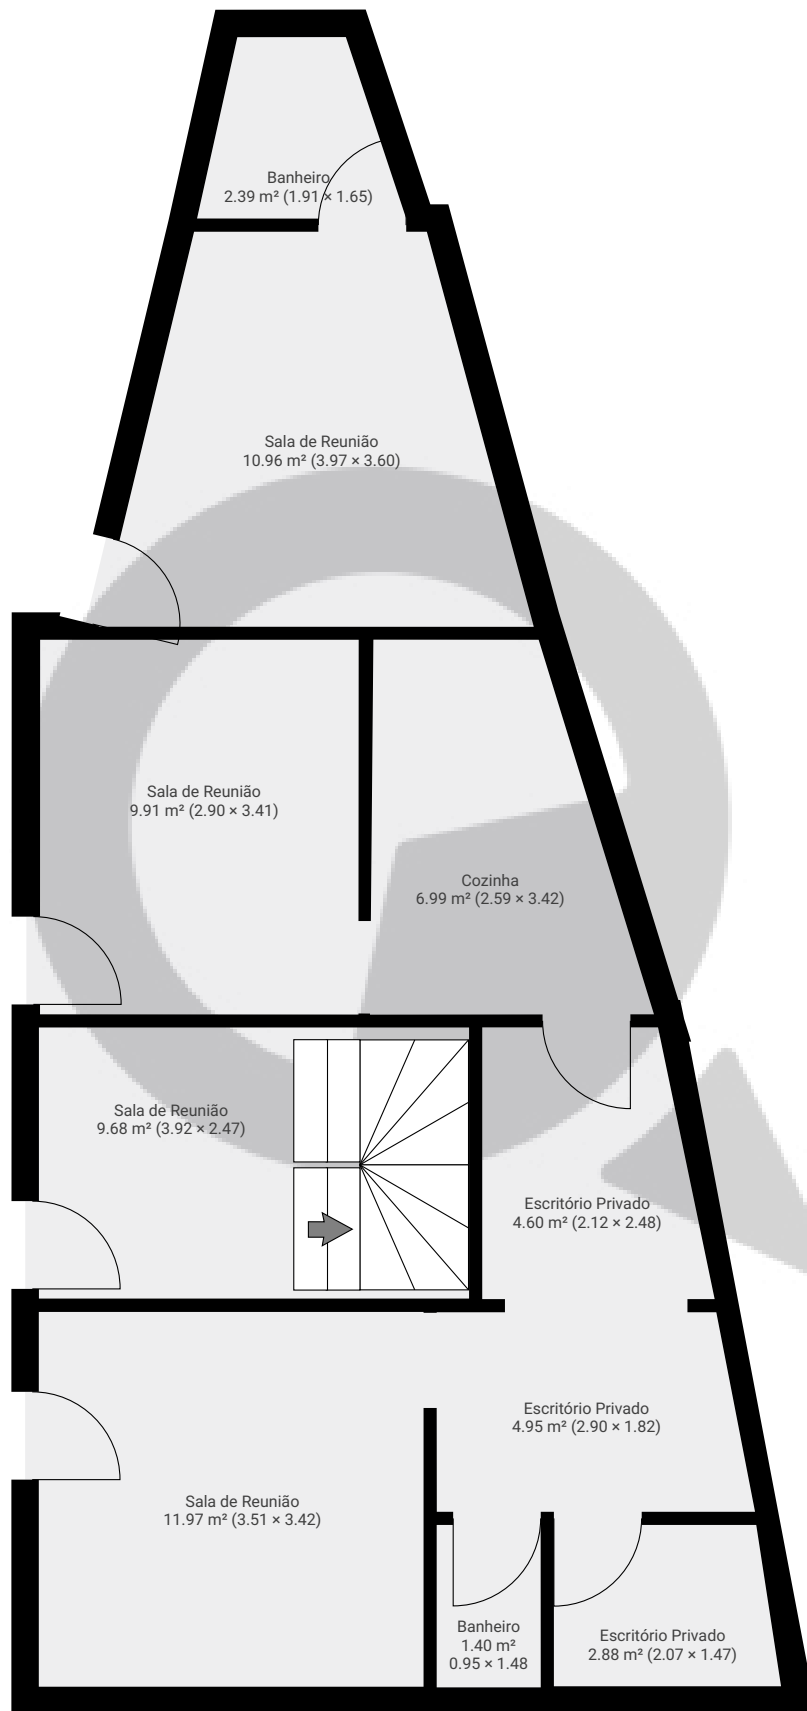 Banheiro
2.39 m² (1.91 × 1.65)
Sala de Reunião
10.96 m² (3.97 × 3.60)
Sala de Reunião
9.91 m² (2.90 × 3.41)
Cozinha
6.99 m² (2.59 × 3.42)
Sala de Reunião
9.68 m² (3.92 × 2.47)
Escritório Privado
4.60 m² (2.12 × 2.48)
Escritório Privado
4.95 m² (2.90 × 1.82)
Sala de Reunião
11.97 m² (3.51 × 3.42)
Banheiro
1.40 m²
0.95 × 1.48
Escritório Privado
2.88 m² (2.07 × 1.47)